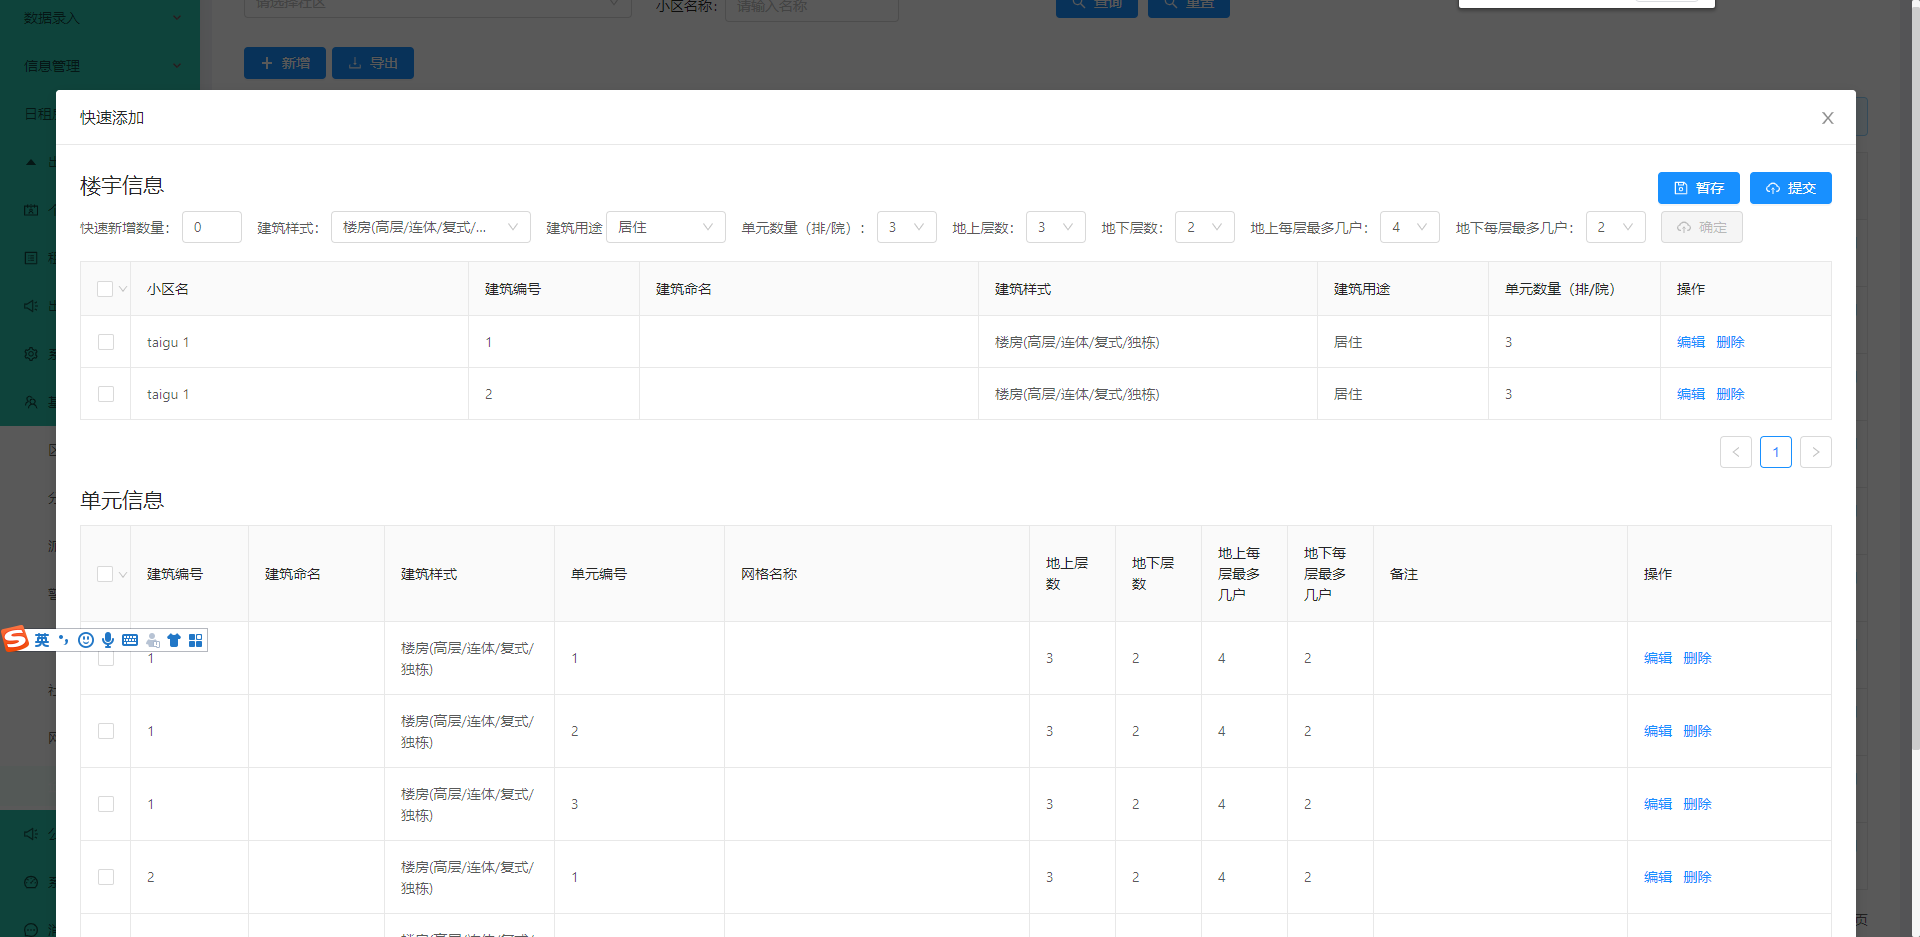 数据录入
请选择社区
小区名称:
请输入名称
查询
重置
信息管理
新增
导出
日租
快速添加
楼宇信息
暂存
提交
快速新增数量:
0
建筑样式:
楼房(高层/连体/复式/...
建筑用途
居住
单元数量（排/院）:
3
地上层数:
3
地下层数:
2
地上每层最多几户:
4
地下每层最多几户:
2
确定
小区名
建筑编号
建筑命名
建筑样式
建筑用途
单元数量（排/院）
操作
taigu 1
1
楼房(高层/连体/复式/独栋)
居住
3
编辑 删除
taigu 1
2
楼房(高层/连体/复式/独栋)
居住
3
编辑 删除
1
单元信息
建筑编号
建筑命名
建筑样式
单元编号
网格名称
地上层
数
地下层
数
地上每
层最多
几户
地下每
层最多
几户
备注
操作
英
1
楼房(高层/连体/复式/
独栋)
1
3
2
4
2
编辑 删除
1
楼房(高层/连体/复式/
独栋)
2
3
2
4
2
编辑 删除
1
楼房(高层/连体/复式/
独栋)
3
3
2
4
2
编辑 删除
2
楼房(高层/连体/复式/
独栋)
1
3
2
4
2
编辑 删除
楼房(高层/连体/复式/
页